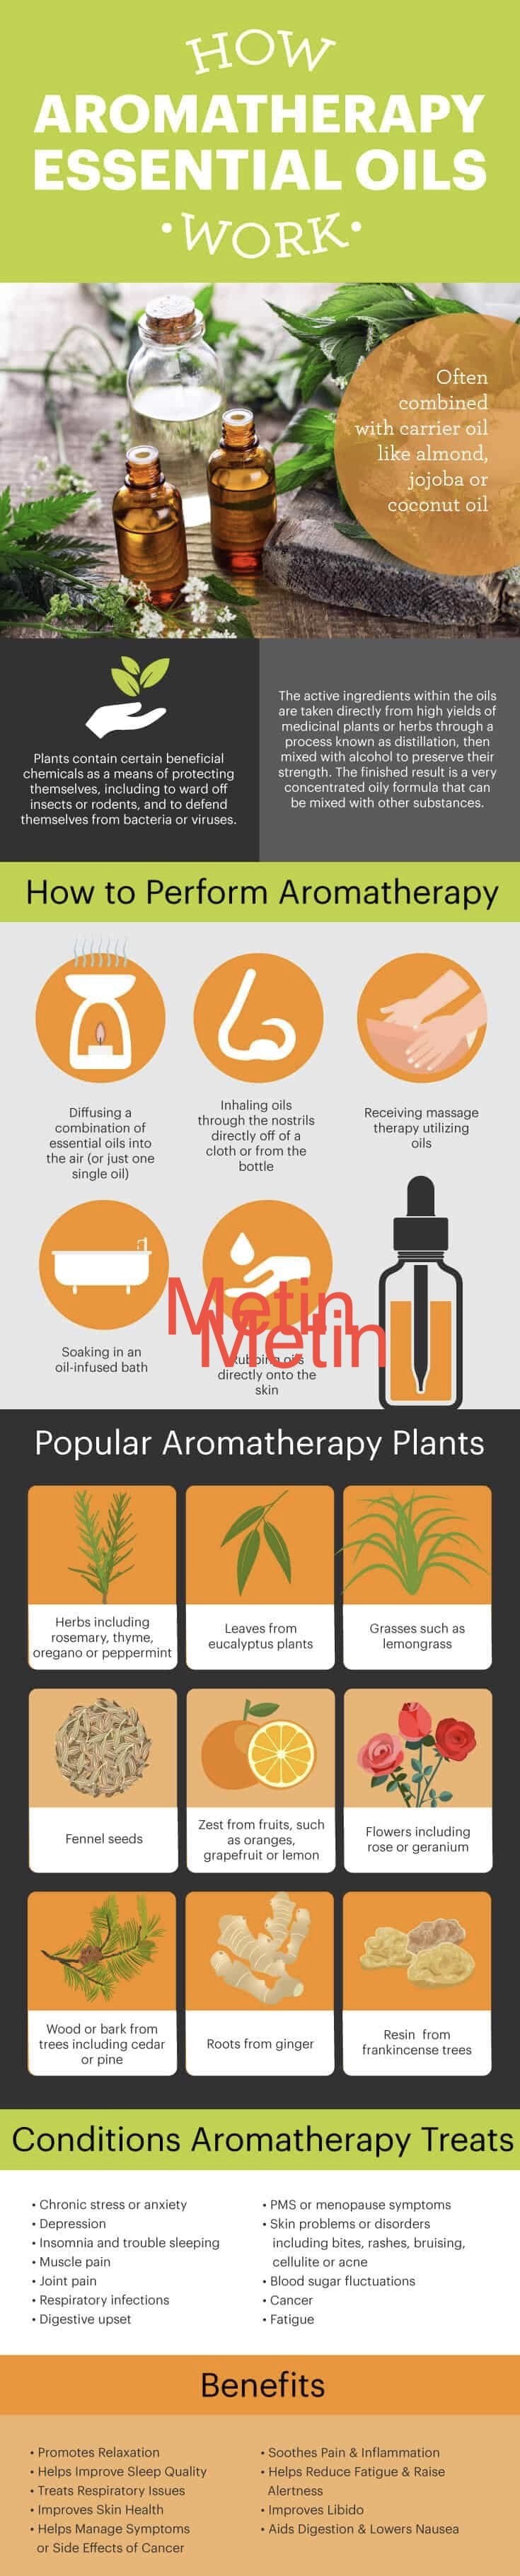 HOW
AROMATHERAPY
ESSENTIAL OILS
•WORK•
Often
combined
with carrier oil
like almond,
jojoba or
coconut oil
Plants contain certain beneficial
chemicals as a means of protecting
themselves, including to ward off
insects or rodents, and to defend
themselves from bacteria or viruses.
The active ingredients within the oils
are taken directly from high yields of
medicinal plants or herbs through a
process known as distillation, then
mixed with alcohol to preserve their
strength. The finished result is a very
concentrated oily formula that can
be mixed with other substances.
How to Perform Aromatherapy
Diffusing a
combination of
essential oils into
the air (or just one
single oil)
Inhaling oils
through the nostrils
directly off of a
cloth or from the
bottle
Receiving massage
therapy utilizing
oils
Soaking in an
oil-infused bath
Metin
Metin
Rubbing oils
directly onto the
skin
Popular Aromatherapy Plants
Herbs including
rosemary, thyme,
oregano or peppermint
Leaves from
eucalyptus plants
Grasses such as
lemongrass
Fennel seeds
Zest from fruits, such
as oranges,
grapefruit or lemon
Flowers including
rose or geranium
Wood or bark from
trees including cedar
or pine
Roots from ginger
Resin from
frankincense trees
Conditions Aromatherapy Treats
• Chronic stress or anxiety
• Depression
• Insomnia and trouble sleeping
• Muscle pain
• Joint pain
• Respiratory infections
• Digestive upset
• PMS or menopause symptoms
• Skin problems or disorders
including bites, rashes, bruising,
cellulite or acne
• Blood sugar fluctuations
• Cancer
• Fatigue
Benefits
• Promotes Relaxation
• Helps Improve Sleep Quality
• Treats Respiratory Issues
• Improves Skin Health
• Helps Manage Symptoms
or Side Effects of Cancer
• Soothes Pain & Inflammation
• Helps Reduce Fatigue & Raise
Alertness
• Improves Libido
• Aids Digestion & Lowers Nausea